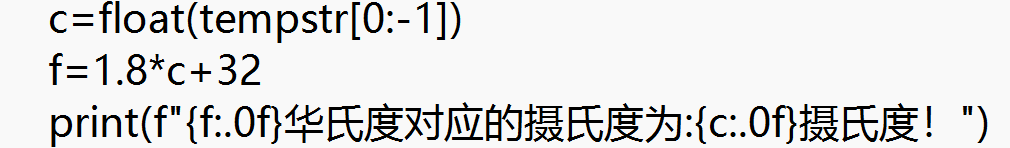 c=float(tempstr[0:-1])
f=1.8*c+32
print(f"{f:.0f}华氏度对应的摄氏度为:{c:.0f}摄氏度！")